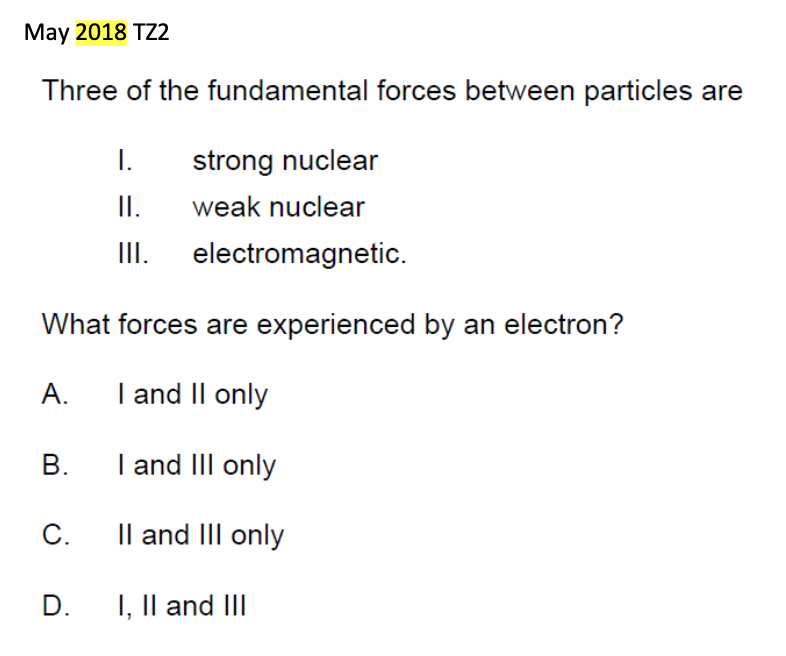 May 2018 TZ2
Three of the fundamental forces between particles are
I. strong nuclear
II. weak nuclear
III. electromagnetic.
What forces are experienced by an electron?
A. I and II only
B. I and III only
C. II and III only
D. I, II and III